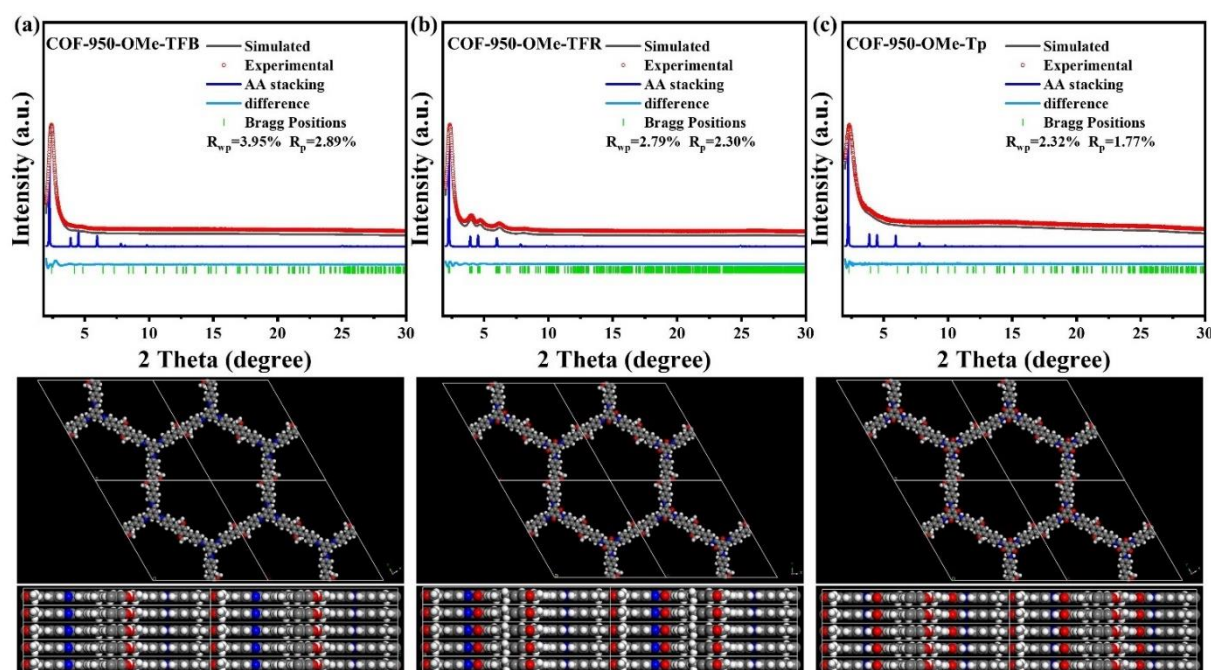 (a)
COF-950-OMe-TFB
Simulated
Experimental
AA stacking
difference
Bragg Positions
Rwp=3.95% Rp=2.89%
Intensity (a.u.)
5 10 15 20 25 30
2 Theta (degree)
(b)
COF-950-OMe-TFR
Simulated
Experimental
AA stacking
difference
Bragg Positions
Rwp=2.79% Rp=2.30%
Intensity (a.u.)
5 10 15 20 25 30
2 Theta (degree)
(c)
COF-950-OMe-Tp
Simulated
Experimental
AA stacking
difference
Bragg Positions
Rwp=2.32% Rp=1.77%
Intensity (a.u.)
5 10 15 20 25 30
2 Theta (degree)